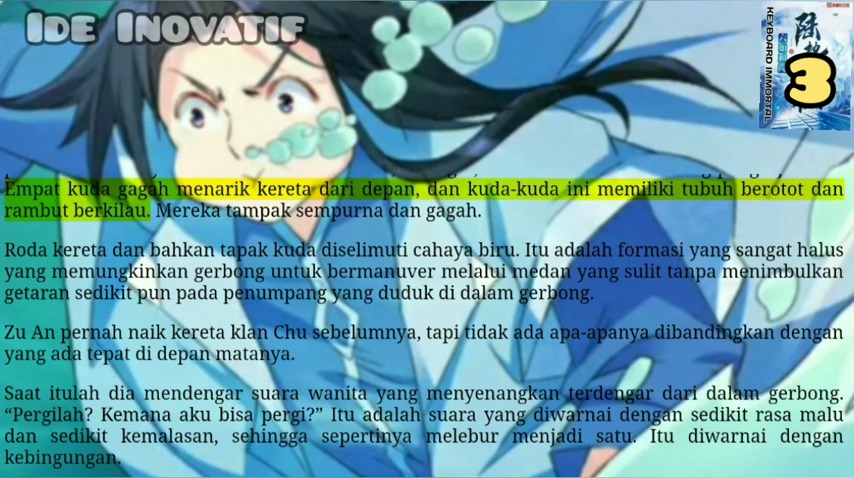 IDE INOVATIF
KEYBOARD IMMORTAL
3
Empat kuda gagah menarik kereta dari depan, dan kuda-kuda ini memiliki tubuh berotot dan
rambut berkilau. Mereka tampak sempurna dan gagah.
Roda kereta dan bahkan tapak kuda diselimuti cahaya biru. Itu adalah formasi yang sangat halus
yang memungkinkan gerbong untuk bermanuver melalui medan yang sulit tanpa menimbulkan
getaran sedikit pun pada penumpang yang duduk di dalam gerbong.
Zu An pernah naik kereta klan Chu sebelumnya, tapi tidak ada apa-apanya dibandingkan dengan
yang ada tepat di depan matanya.
Saat itulah dia mendengar suara wanita yang menyenangkan terdengar dari dalam gerbong.
“Pergilah? Kemana aku bisa pergi?” Itu adalah suara yang diwarnai dengan sedikit rasa malu
dan sedikit kemalasan, sehingga sepertinya melebur menjadi satu. Itu diwarnai dengan
kebingungan.